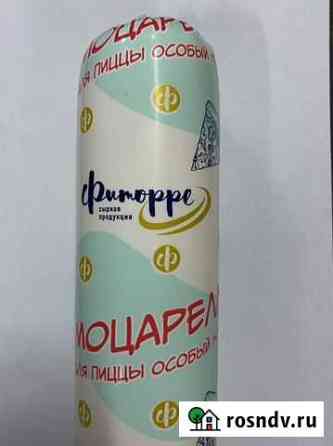 МОЦАРЕЛ
ДЛЯ ПИЦЦЫ ОСОБЫЙ
Фиторре
сырная
продукция
МОЦАРЕЛ
ДЛЯ ПИЦЦЫ ОСОБЫЙ
rosndv.ru